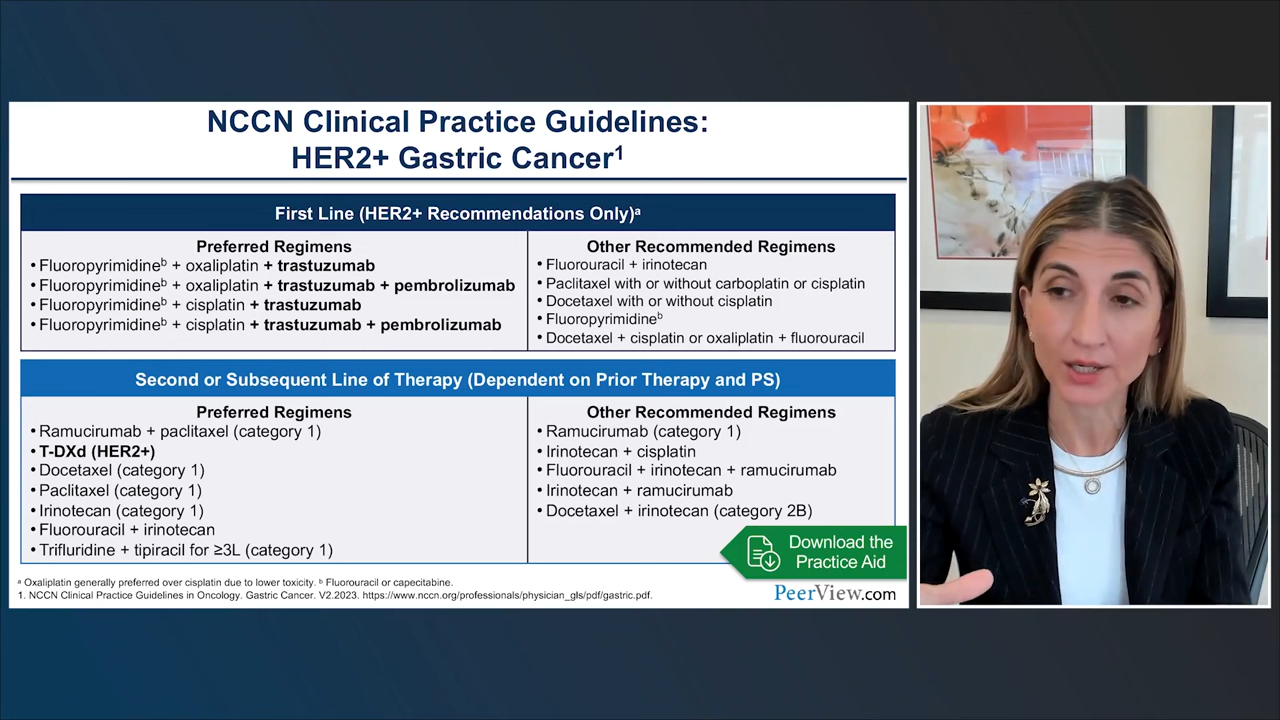 NCCN Clinical Practice Guidelines:
HER2+ Gastric Cancer¹
First Line (HER2+ Recommendations Only)ᵃ
Preferred Regimens
• Fluoropyrimidineᵇ + oxaliplatin + trastuzumab
• Fluoropyrimidineᵇ + oxaliplatin + trastuzumab + pembrolizumab
• Fluoropyrimidineᵇ + cisplatin + trastuzumab
• Fluoropyrimidineᵇ + cisplatin + trastuzumab + pembrolizumab
Other Recommended Regimens
• Fluorouracil + irinotecan
• Paclitaxel with or without carboplatin or cisplatin
• Docetaxel with or without cisplatin
• Fluoropyrimidineᵇ
• Docetaxel + cisplatin or oxaliplatin + fluorouracil
Second or Subsequent Line of Therapy (Dependent on Prior Therapy and PS)
Preferred Regimens
• Ramucirumab + paclitaxel (category 1)
• T-DXd (HER2+)
• Docetaxel (category 1)
• Paclitaxel (category 1)
• Irinotecan (category 1)
• Fluorouracil + irinotecan
• Trifluridine + tipiracil for ≥3L (category 1)
Other Recommended Regimens
• Ramucirumab (category 1)
• Irinotecan + cisplatin
• Fluorouracil + irinotecan + ramucirumab
• Irinotecan + ramucirumab
• Docetaxel + irinotecan (category 2B)
Download the
Practice Aid
ᵃ Oxaliplatin generally preferred over cisplatin due to lower toxicity. ᵇ Fluorouracil or capecitabine.
1. NCCN Clinical Practice Guidelines in Oncology. Gastric Cancer. V2.2023. https://www.nccn.org/professionals/physician_gls/pdf/gastric.pdf.
PeerView.com